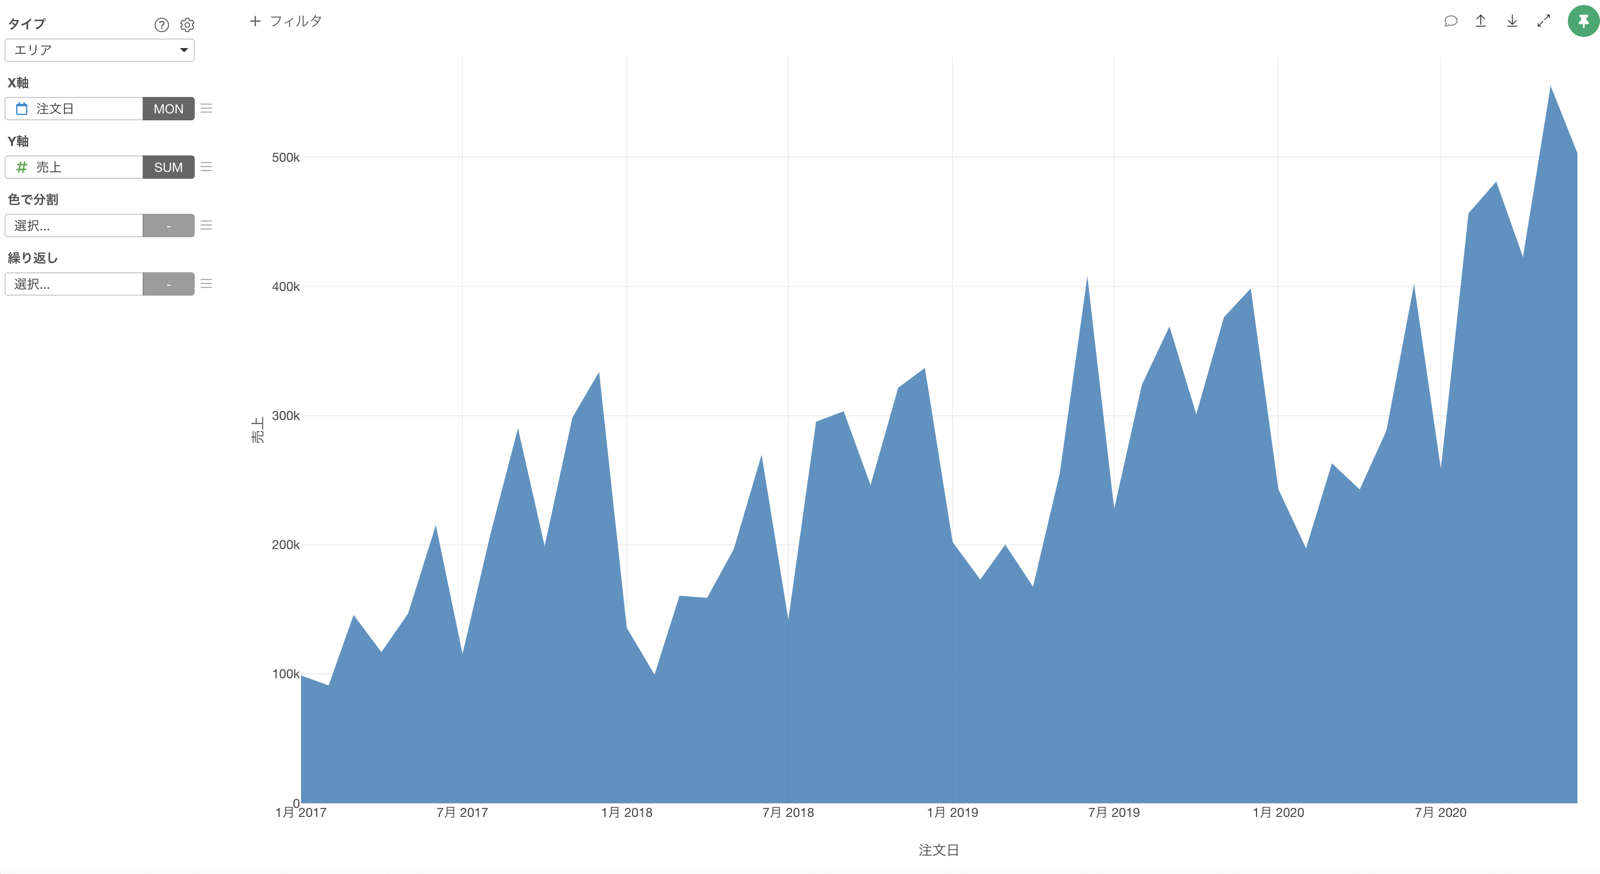 タイプ
エリア
X軸
注文日 MON
Y軸
売上 SUM
色で分割
選択... -
繰り返し
選択... -
+ フィルタ
500k
400k
300k
200k
100k
0
売上
1月 2017 7月 2017 1月 2018 7月 2018 1月 2019 7月 2019 1月 2020 7月 2020
注文日